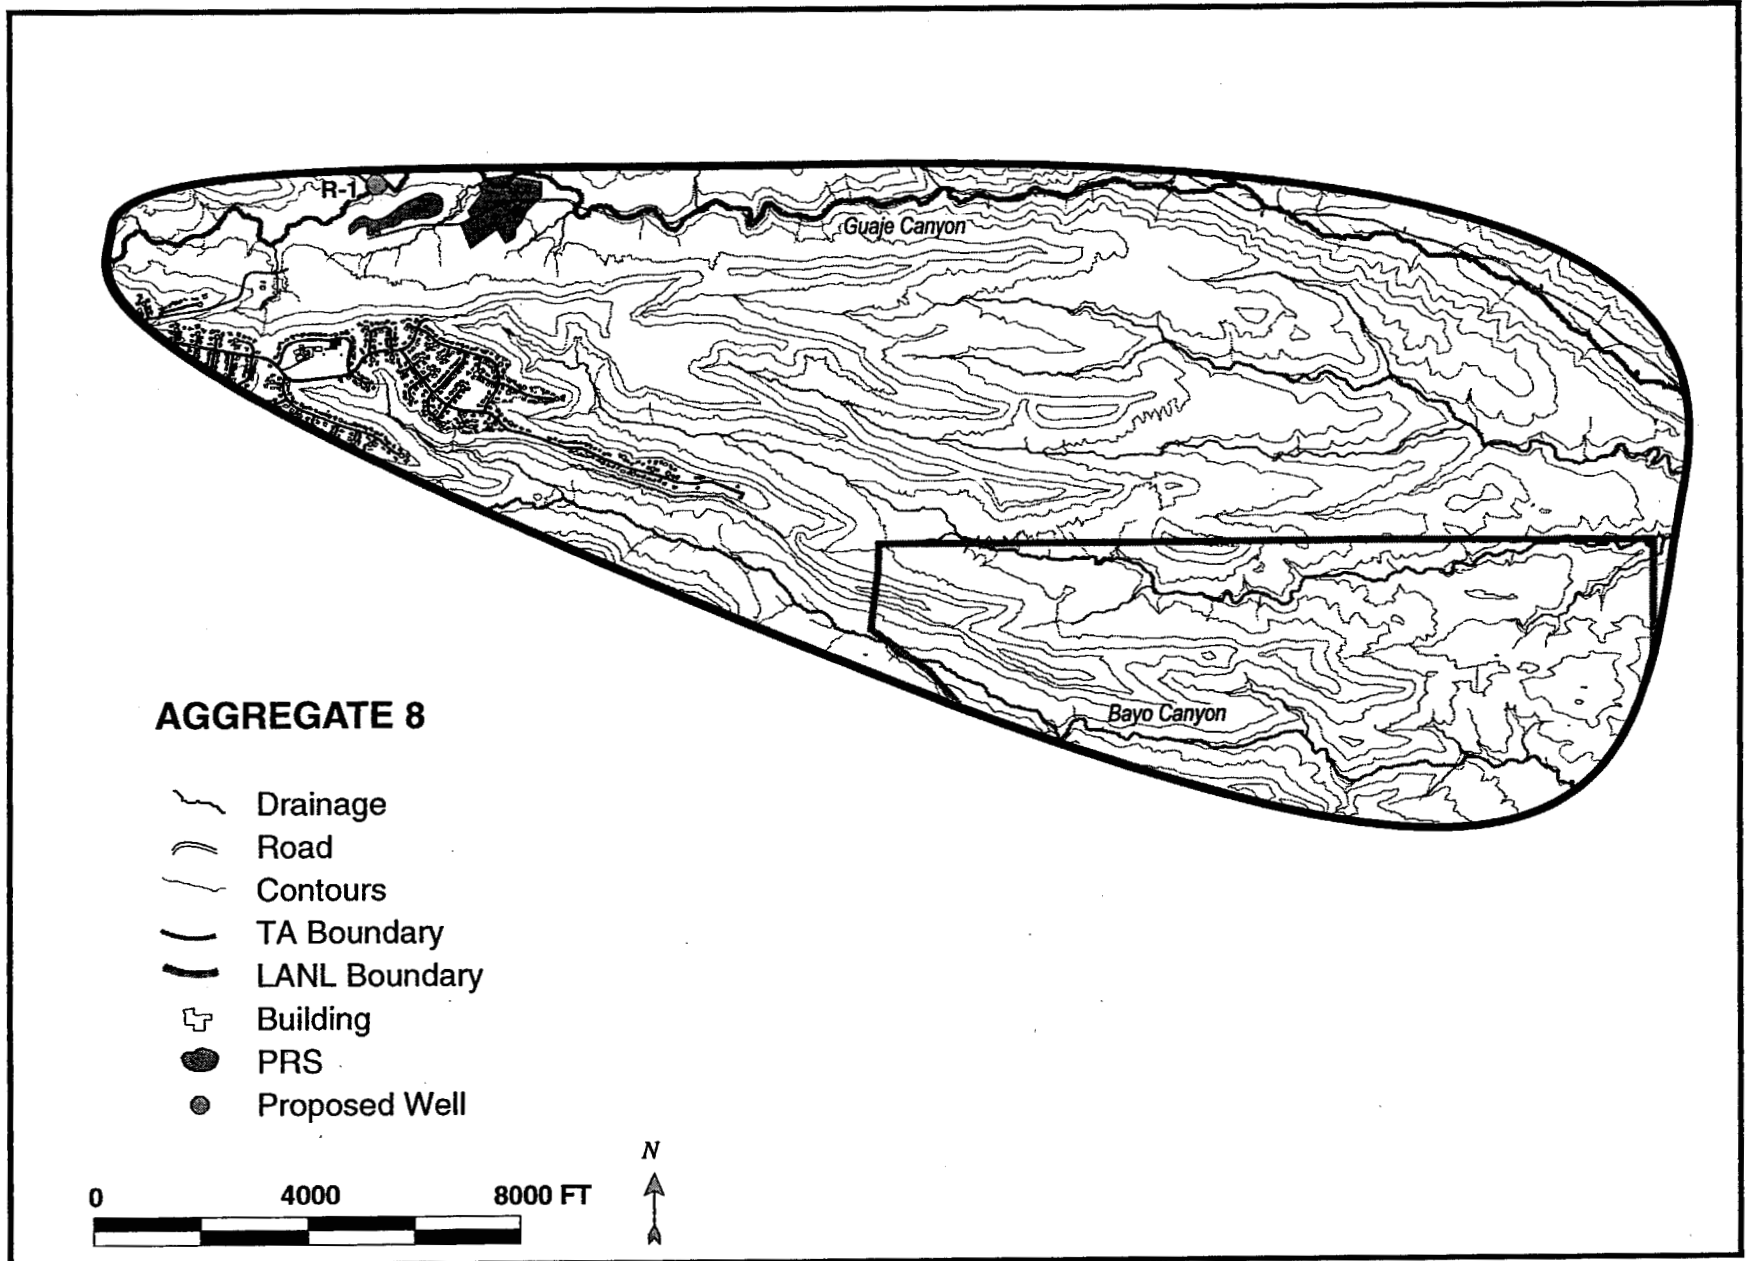 R-1
Guaje Canyon
Bayo Canyon
AGGREGATE 8
Drainage
Road
Contours
TA Boundary
LANL Boundary
Building
PRS
Proposed Well
0 4000 8000 FT
N